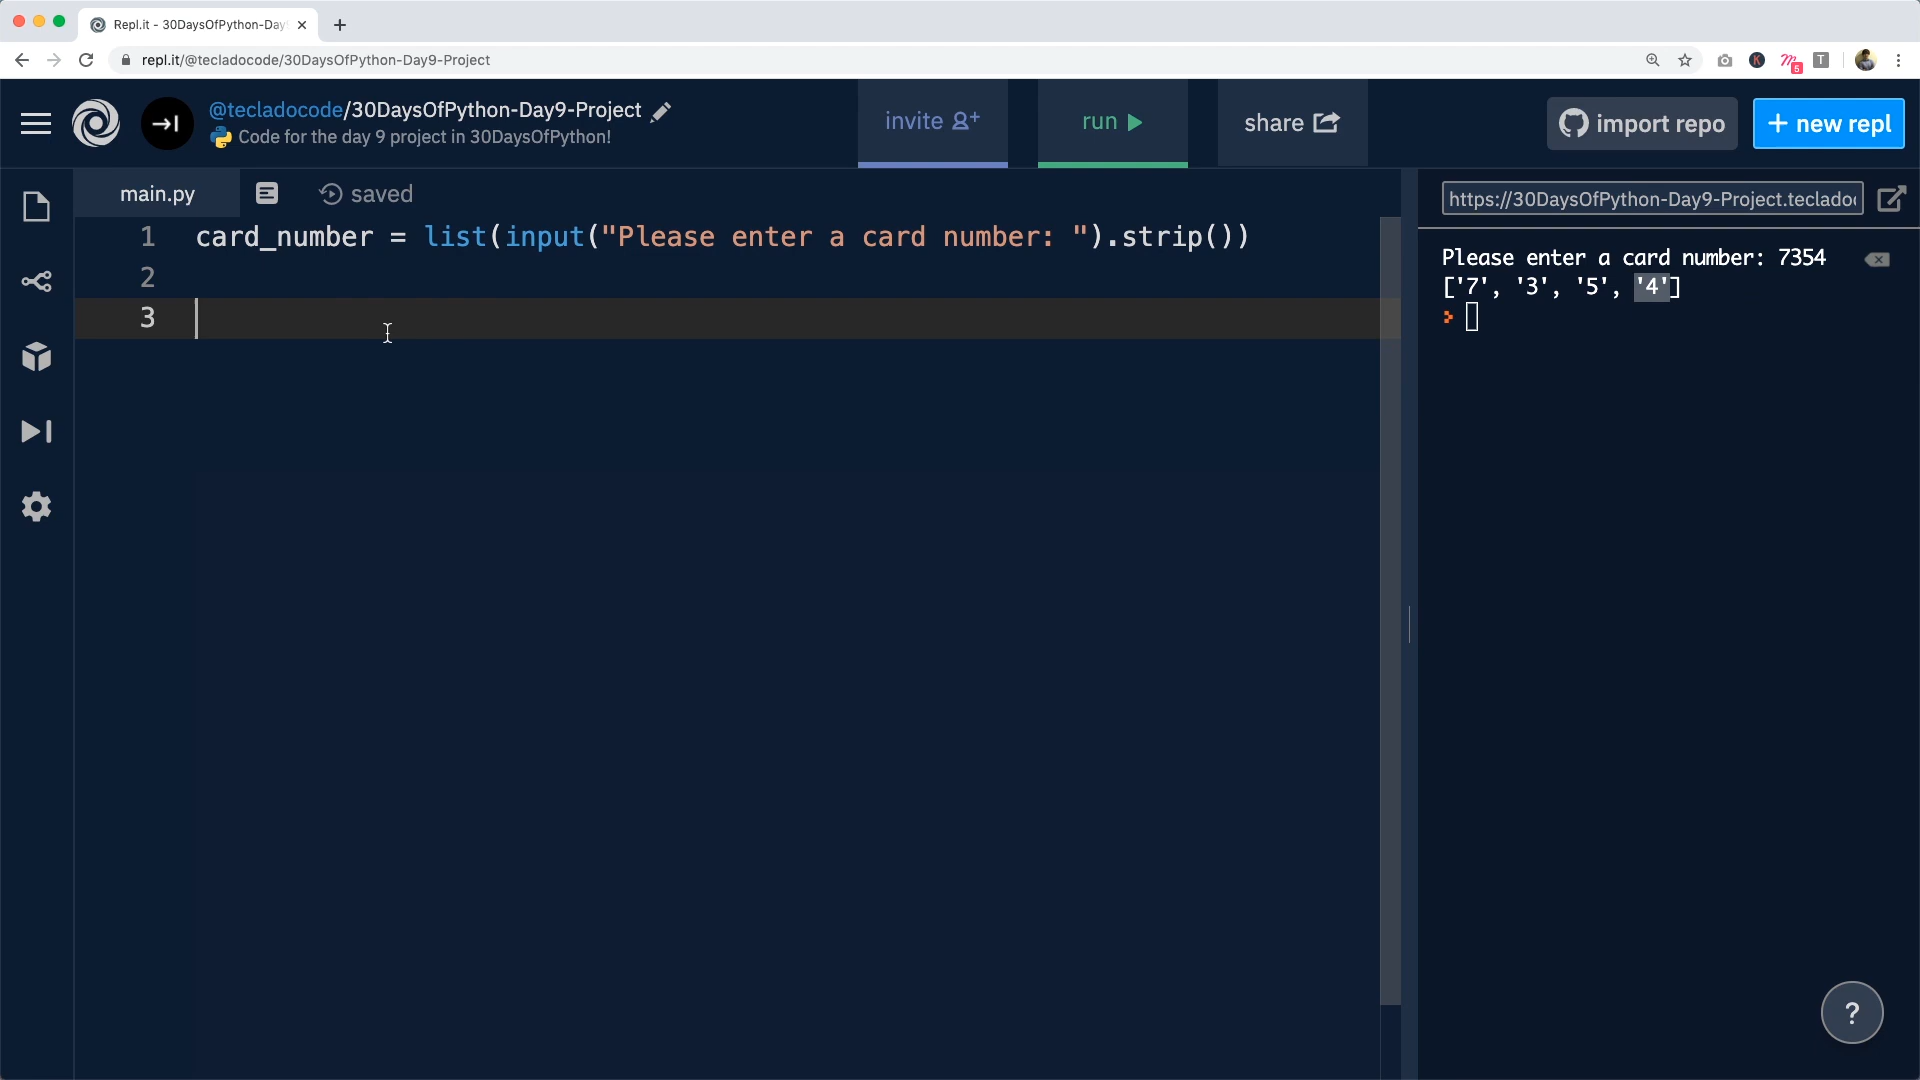 Repl.it - 30DaysOfPython-Day
repl.it/@tecladocode/30DaysOfPython-Day9-Project
K
5
T
@tecladocode/30DaysOfPython-Day9-Project
Code for the day 9 project in 30DaysOfPython!
invite
run
share
import repo
+ new repl
main.py
saved
https://30DaysOfPython-Day9-Project.teclado
1 card_number = list(input("Please enter a card number: ").strip())
2
3
Please enter a card number: 7354
['7', '3', '5', '4']
?